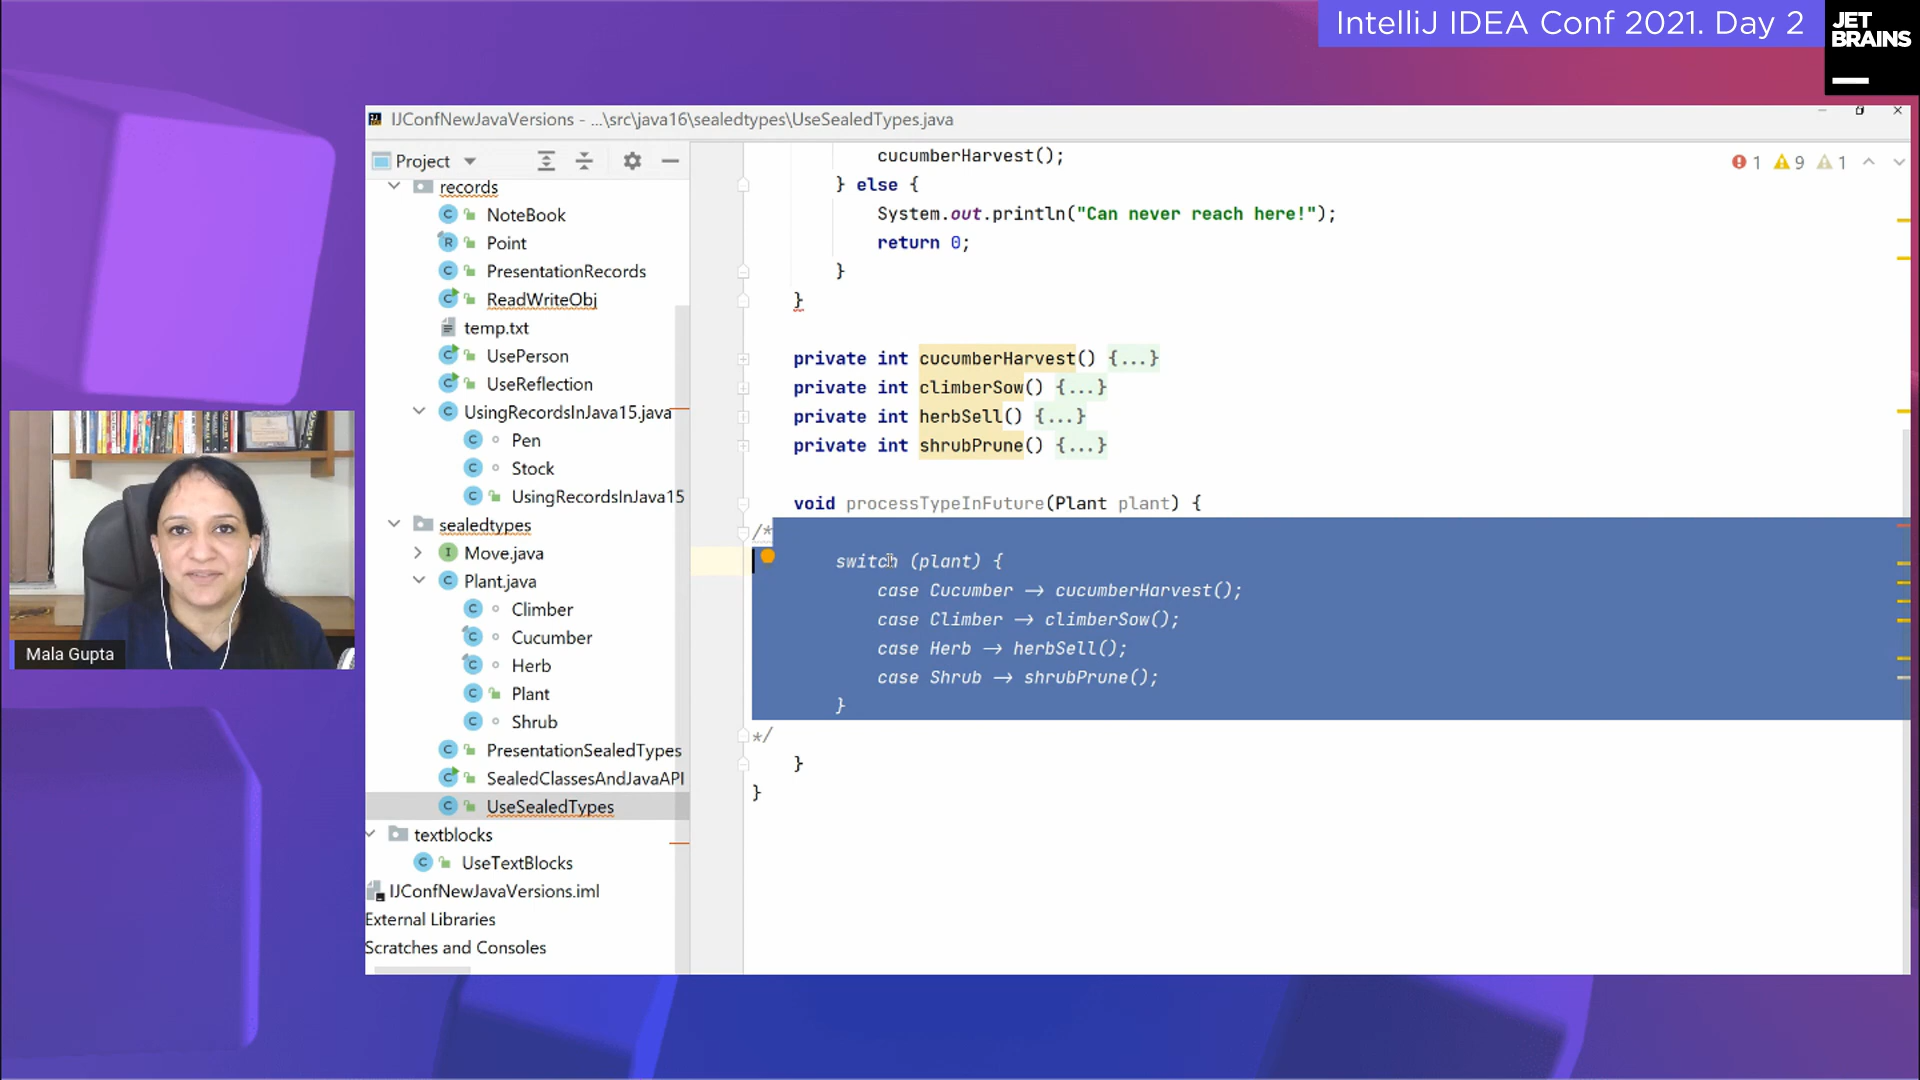 IntelliJ IDEA Conf 2021. Day 2
JET
BRAINS
IJConfNewJavaVersions - ...\src\java16\sealedtypes\UseSealedTypes.java
Project
records
NoteBook
Point
PresentationRecords
ReadWriteObj
temp.txt
UsePerson
UseReflection
UsingRecordsInJava15.java
Pen
Stock
UsingRecordsInJava15
sealedtypes
Move.java
Plant.java
Climber
Cucumber
Herb
Plant
Shrub
PresentationSealedTypes
SealedClassesAndJavaAPI
UseSealedTypes
textblocks
UseTextBlocks
IJConfNewJavaVersions.iml
External Libraries
Scratches and Consoles
1 9 1
cucumberHarvest();
} else {
System.out.println("Can never reach here!");
return 0;
}
}
private int cucumberHarvest() {...}
private int climberSow() {...}
private int herbSell() {...}
private int shrubPrune() {...}
void processTypeInFuture(Plant plant) {
/*
switch (plant) {
case Cucumber -> cucumberHarvest();
case Climber -> climberSow();
case Herb -> herbSell();
case Shrub -> shrubPrune();
}
*/
}
}
Mala Gupta